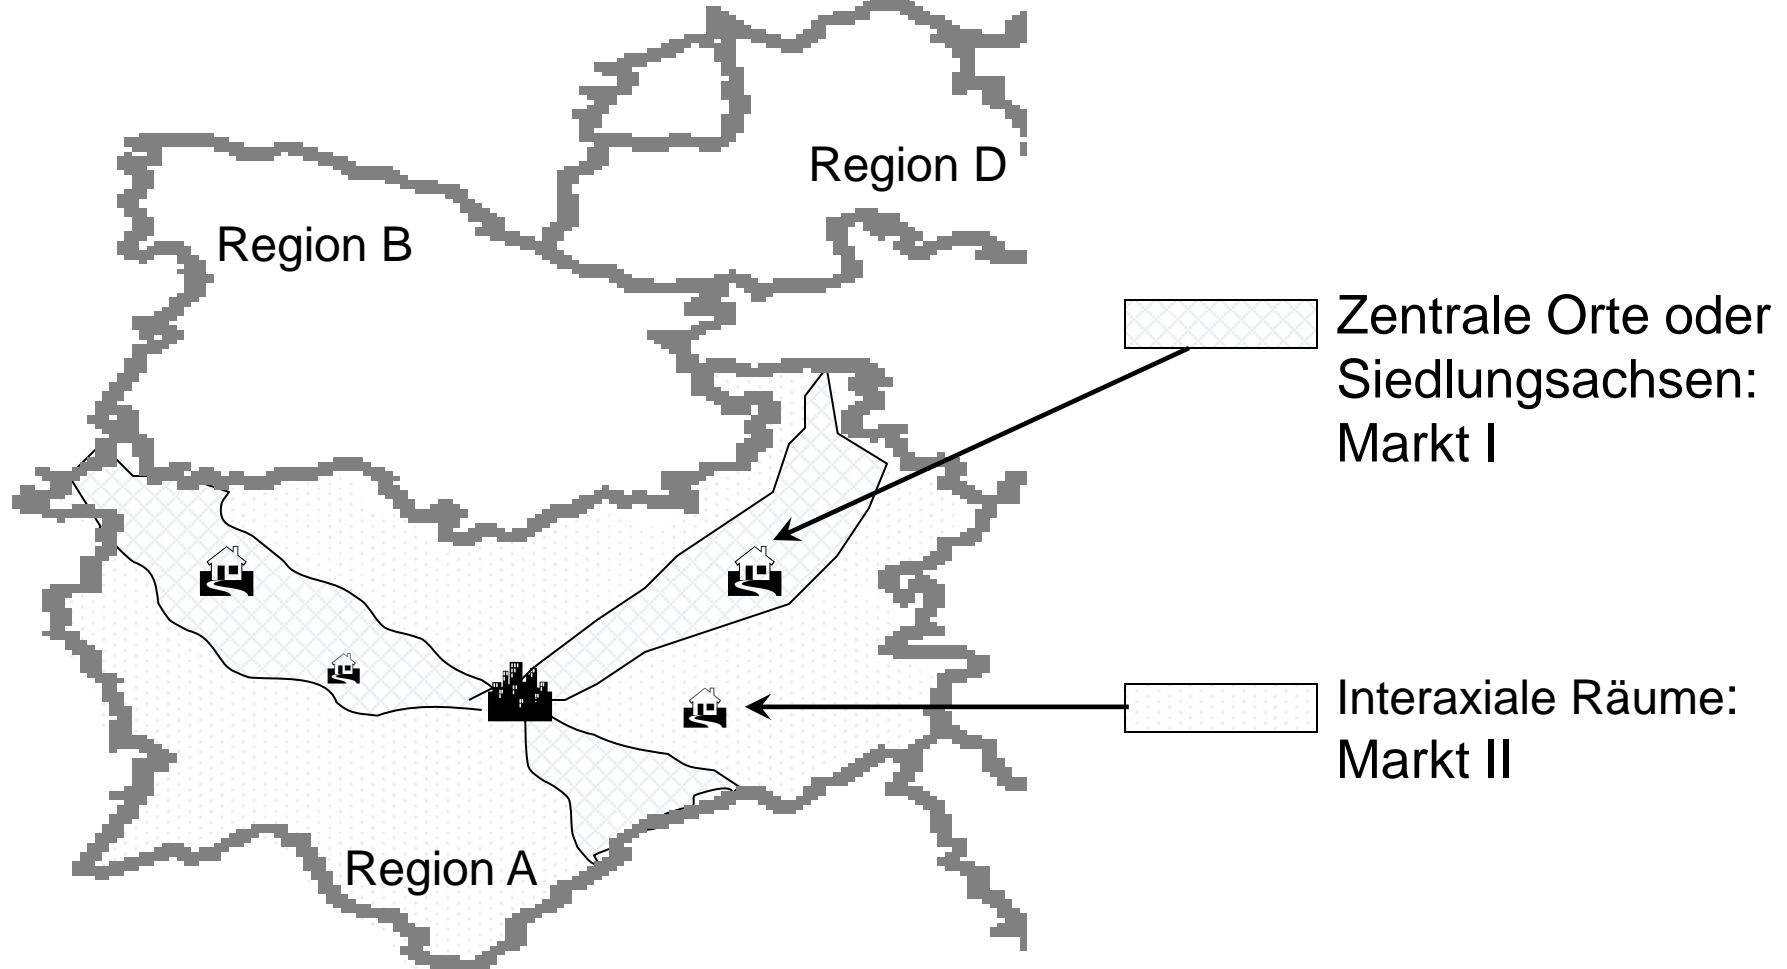 Region D
Region B
Zentrale Orte oder
Siedlungsachsen:
Markt I
Interaxiale Räume:
Markt II
Region A